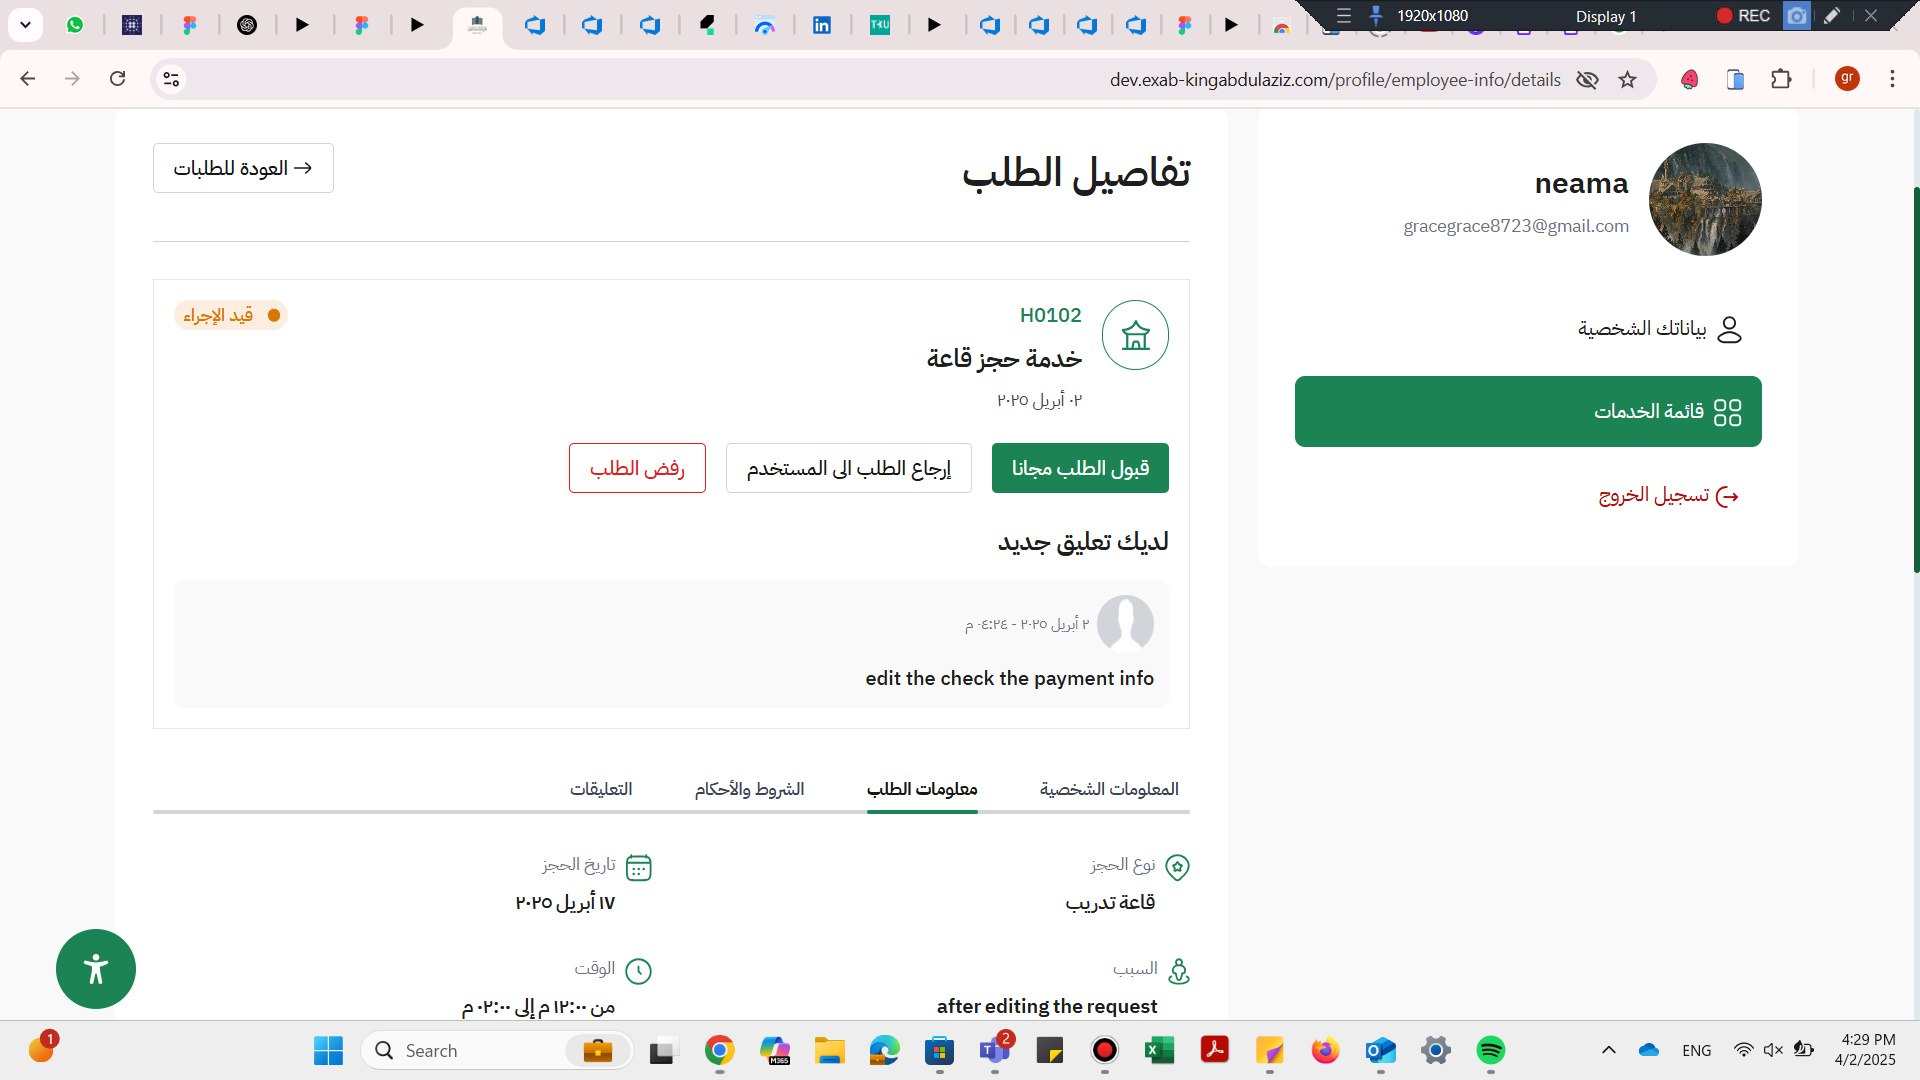 1920x1080
Display 1
REC
dev.exab-kingabdulaziz.com/profile/employee-info/details
gr
neama
gracegrace8723@gmail.com
بياناتك الشخصية
قائمة الخدمات
تسجيل الخروج
تفاصيل الطلب
العودة للطلبات
H0102
قيد الإجراء
خدمة حجز قاعة
٠٢ أبريل ٢٠٢٥
قبول الطلب مجانا
إرجاع الطلب الى المستخدم
رفض الطلب
لديك تعليق جديد
٢ أبريل ٢٠٢٥ - ٠٤:٢٤ م
edit the check the payment info
المعلومات الشخصية
معلومات الطلب
الشروط والأحكام
التعليقات
نوع الحجز
قاعة تدريب
تاريخ الحجز
١٧ أبريل ٢٠٢٥
السبب
after editing the request
الوقت
من ١٢:٠٠ م إلى ٠٢:٠٠ م
1
Search
M365
2
ENG
4:29 PM
4/2/2025